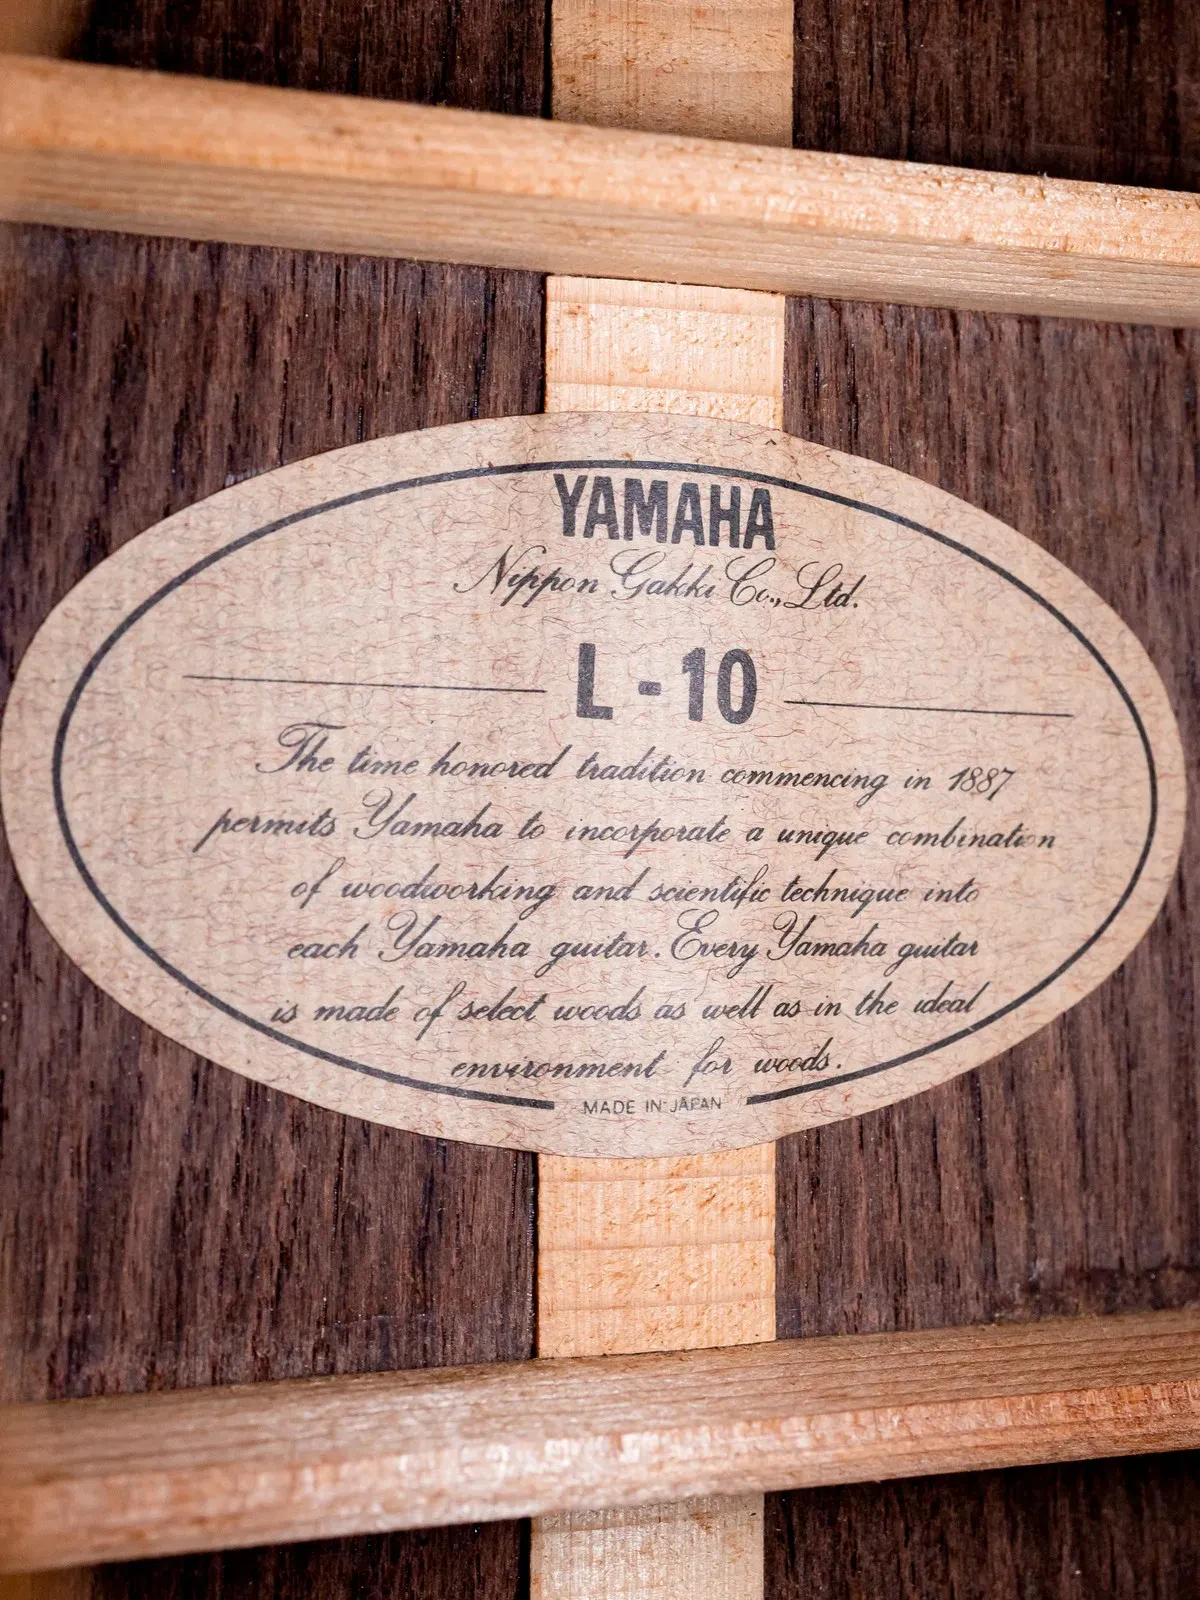 YAMAHA
Nippon Gakki Co., Ltd.
L - 10
The time honored tradition commencing in 1887
permits Yamaha to incorporate a unique combination
of woodworking and scientific technique into
each Yamaha guitar. Every Yamaha guitar
is made of select woods as well as in the ideal
environment for woods.
MADE IN JAPAN